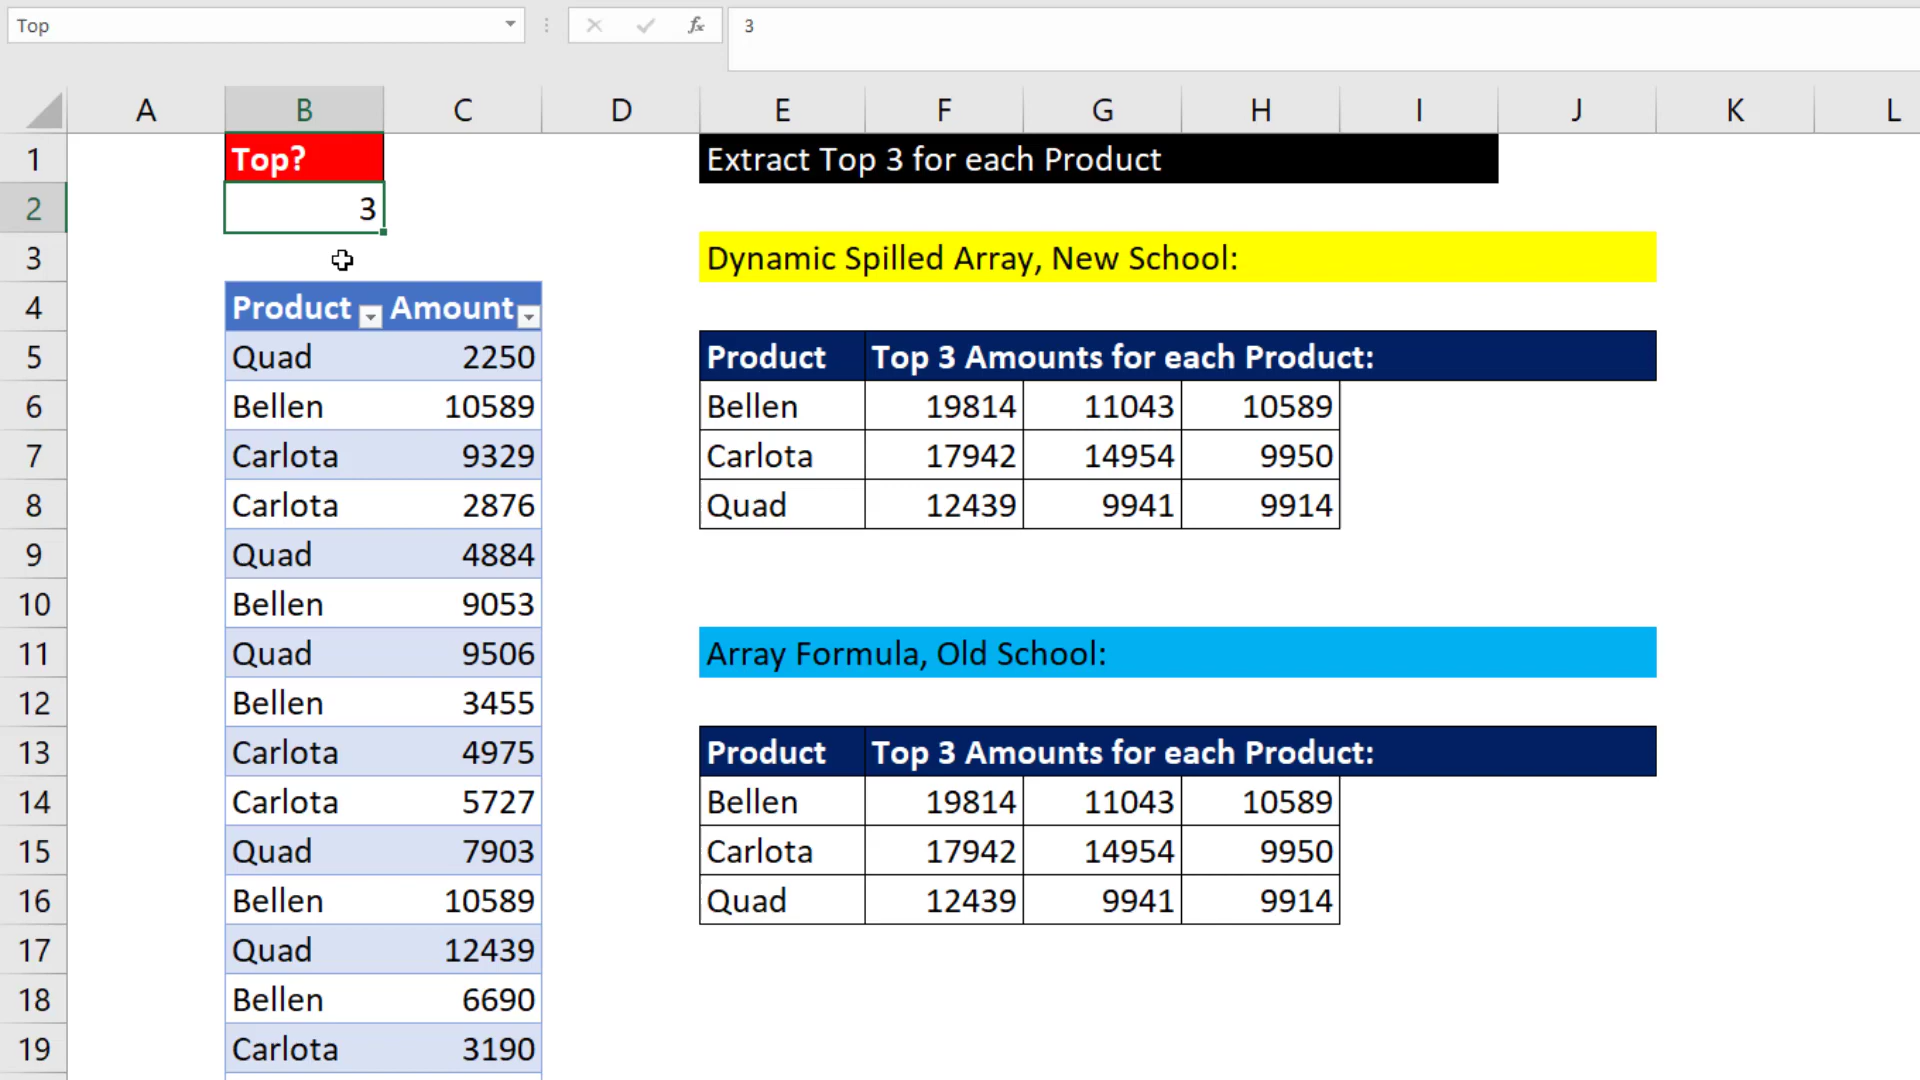 Top
fx
3
A B C D E F G H I J K L
1 Top? Extract Top 3 for each Product
2 3
3 Dynamic Spilled Array, New School:
4 Product Amount
5 Quad 2250 Product Top 3 Amounts for each Product:
6 Bellen 10589 Bellen 19814 11043 10589
7 Carlota 9329 Carlota 17942 14954 9950
8 Carlota 2876 Quad 12439 9941 9914
9 Quad 4884
10 Bellen 9053
11 Quad 9506 Array Formula, Old School:
12 Bellen 3455
13 Carlota 4975 Product Top 3 Amounts for each Product:
14 Carlota 5727 Bellen 19814 11043 10589
15 Quad 7903 Carlota 17942 14954 9950
16 Bellen 10589 Quad 12439 9941 9914
17 Quad 12439
18 Bellen 6690
19 Carlota 3190